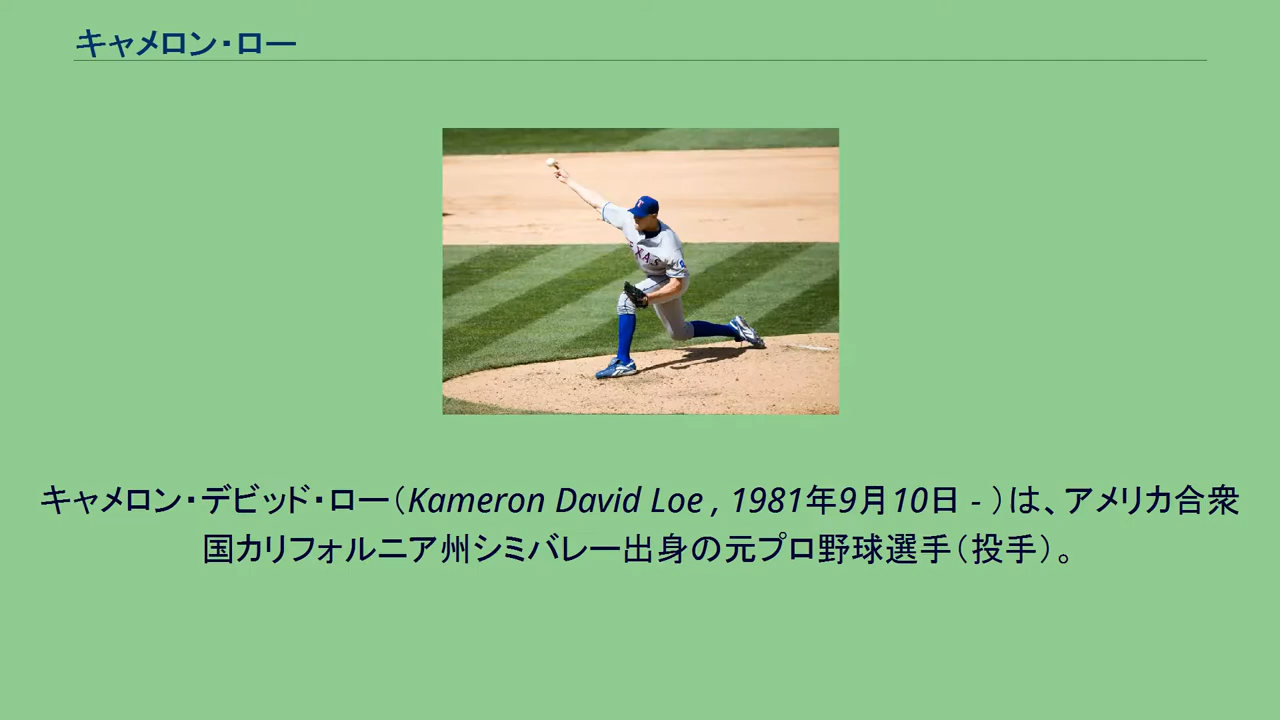 キャメロン・ロー
TEXAS
キャメロン・デビッド・ロー（Kameron David Loe , 1981年9月10日 - ）は、アメリカ合衆
国カリフォルニア州シミバレー出身の元プロ野球選手（投手）。